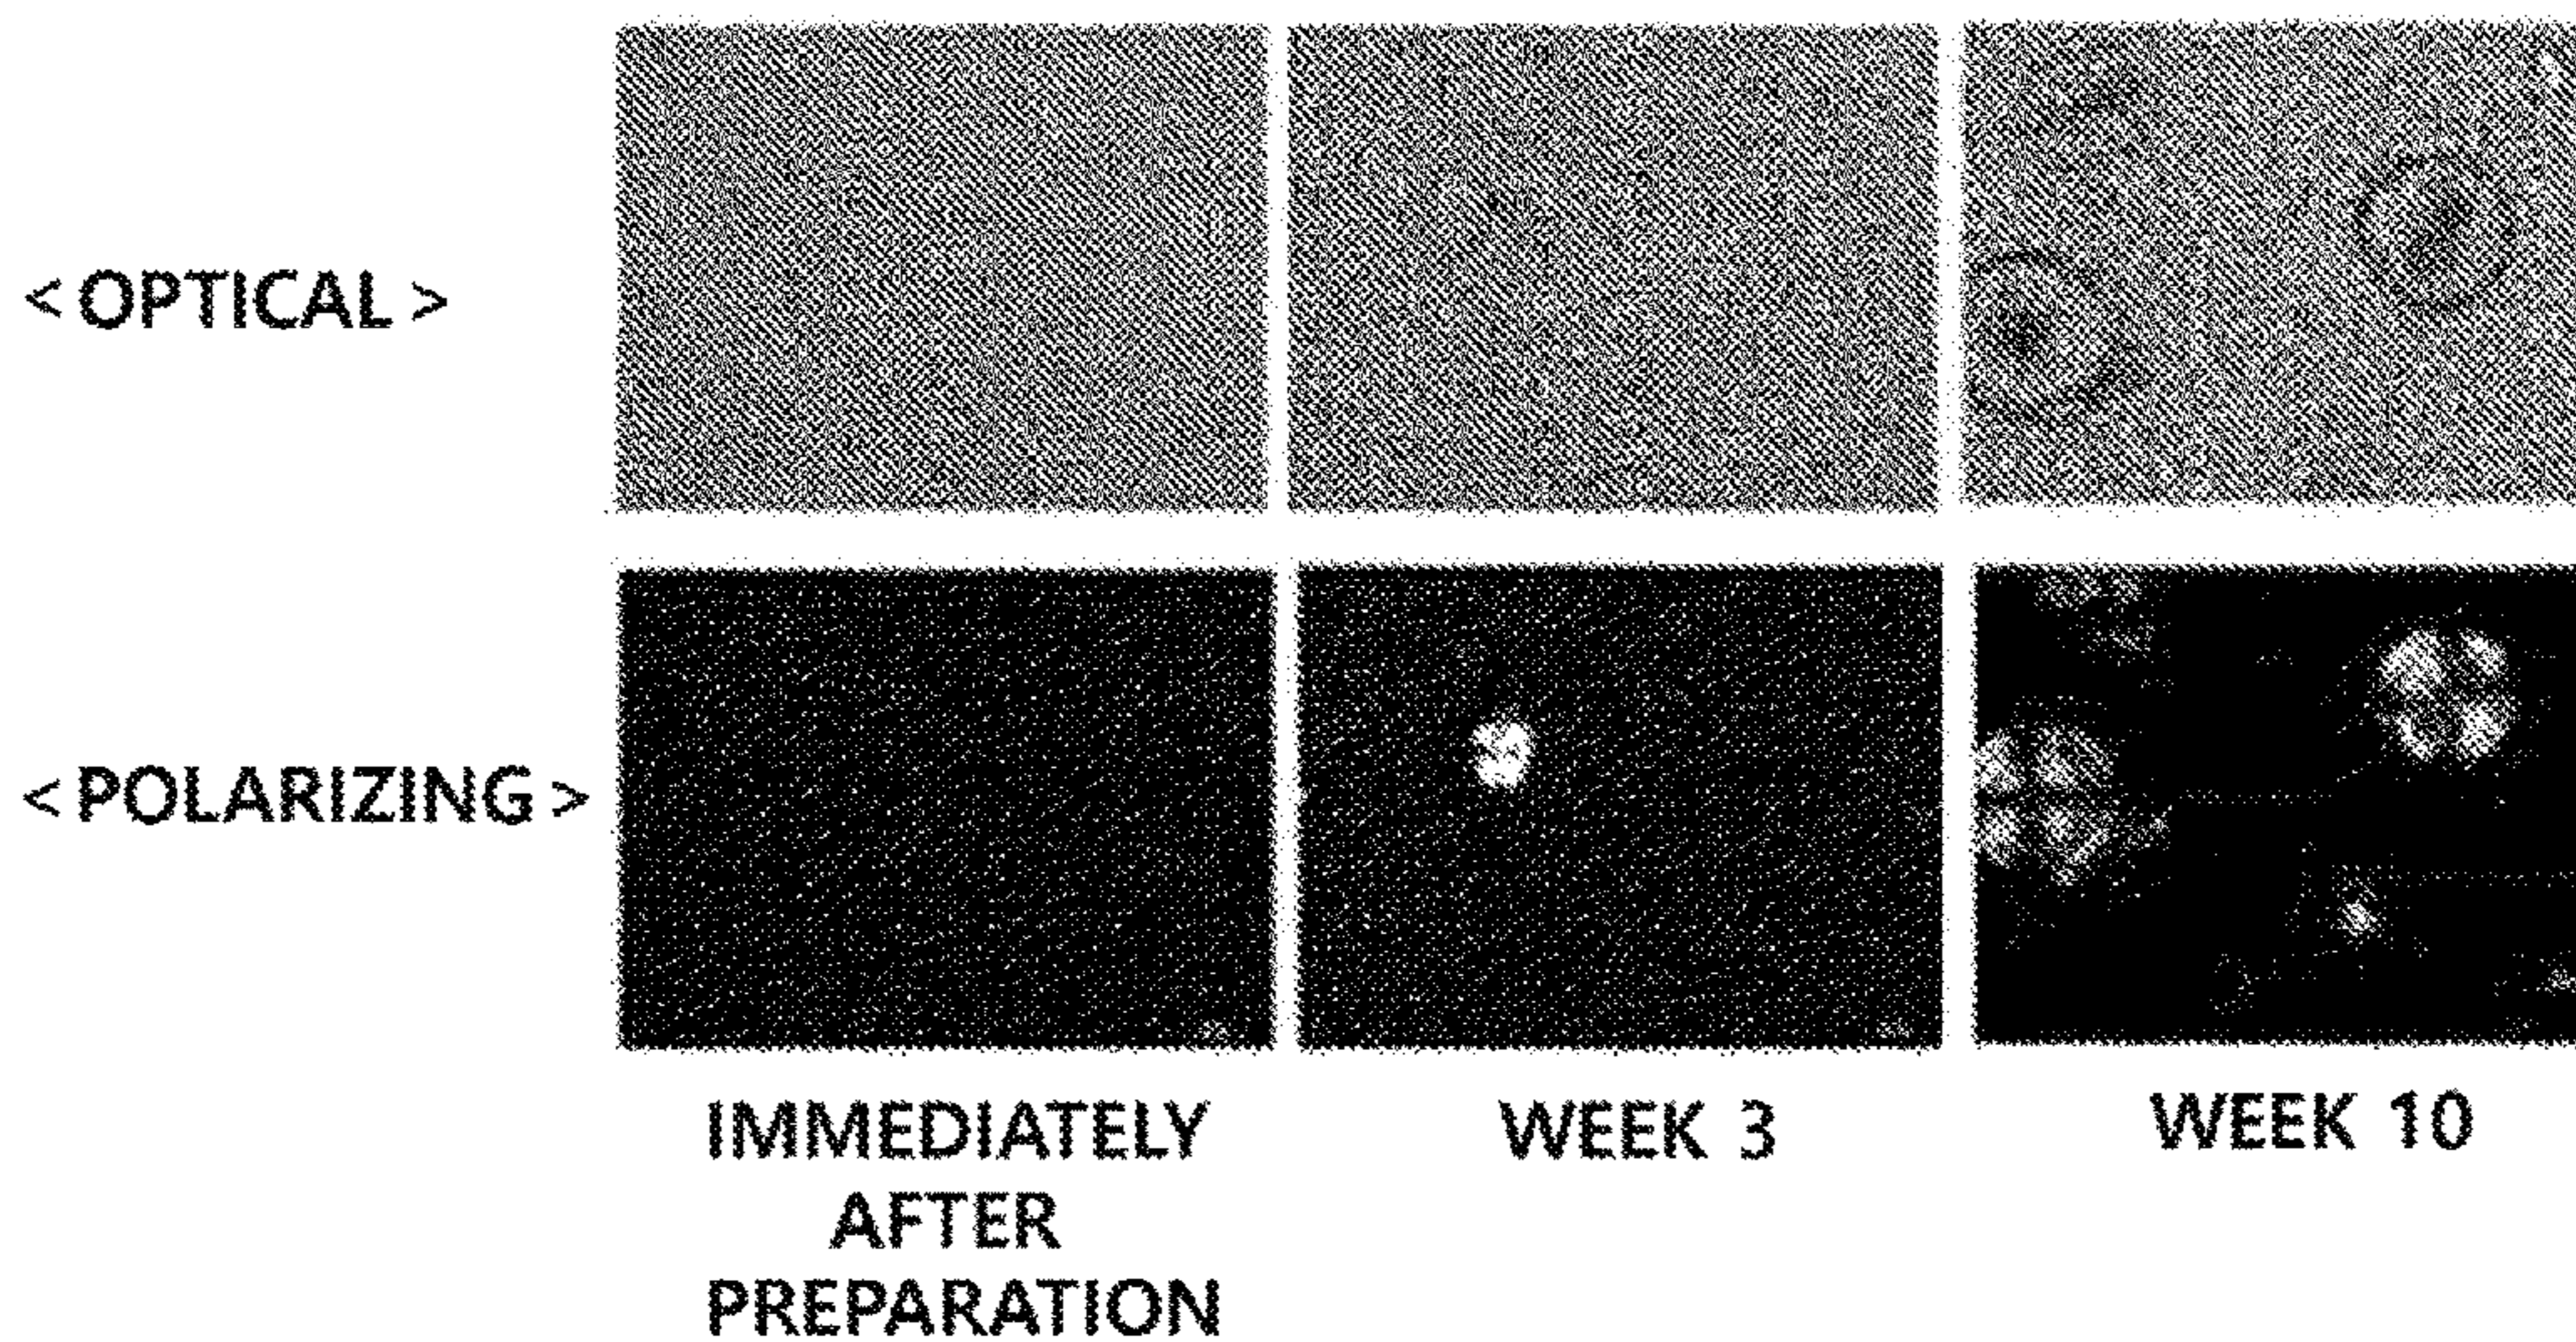 < OPTICAL >
< POLARIZING >
IMMEDIATELY
AFTER
PREPARATION
WEEK 3
WEEK 10